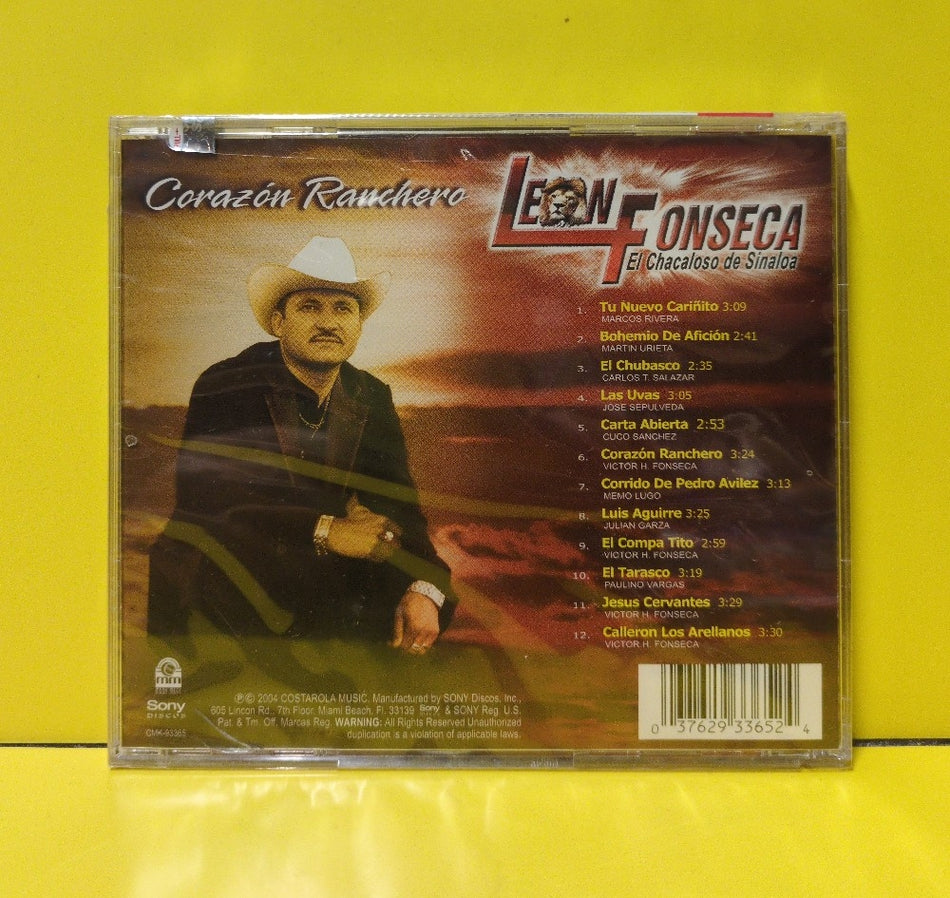 Corazón Ranchero
LEON FONSECA
El Chacaloso de Sinaloa
1. Tu Nuevo Cariñito 3:09
MARCOS RIVERA
2. Bohemio De Afición 2:41
MARTIN URIETA
3. El Chubasco 2:35
CARLOS T. SALAZAR
4. Las Uvas 3:05
JOSE SEPULVEDA
5. Carta Abierta 2:53
CUCO SANCHEZ
6. Corazón Ranchero 3:24
VICTOR H. FONSECA
7. Corrido De Pedro Avilez 3:13
MEMO LUGO
8. Luis Aguirre 3:25
JULIAN GARZA
9. El Compa Tito 2:59
VICTOR H. FONSECA
10. El Tarasco 3:19
PAULINO VARGAS
11. Jesus Cervantes 3:29
VICTOR H. FONSECA
12. Calleron Los Arellanos 3:30
VICTOR H. FONSECA
Sony
DISCOS
CMK-93365
℗© 2004 COSTAROLA MUSIC. Manufactured by SONY Discos, Inc.,
605 Lincon Rd., 7th Floor, Miami Beach, Fl. 33139 Sony & SONY Reg. U.S.
Pat. & Tm. Off. Marcas Reg. WARNING: All Rights Reserved Unauthorized
duplication is a violation of applicable laws.
0 37629 33652 4